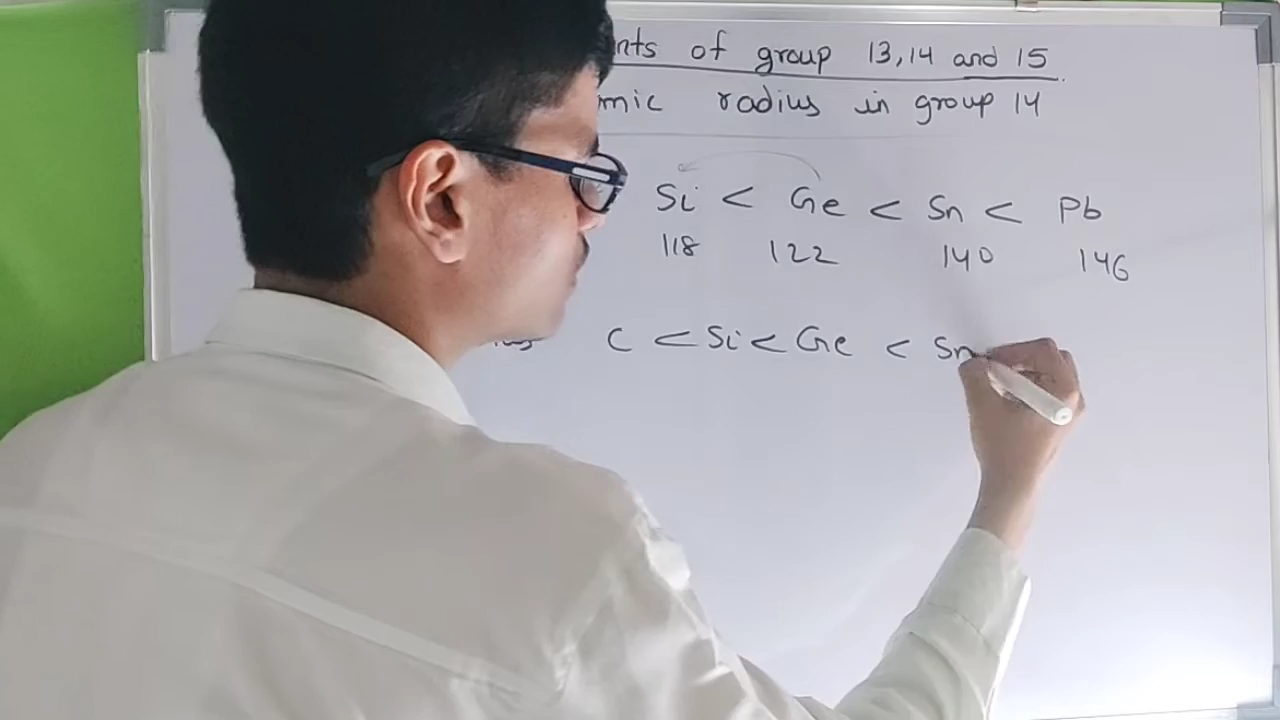 nts of group 13,14 and 15
mic radius in group 14
Si < Ge < Sn < Pb
118 122 140 146
C < Si < Ge < Sn